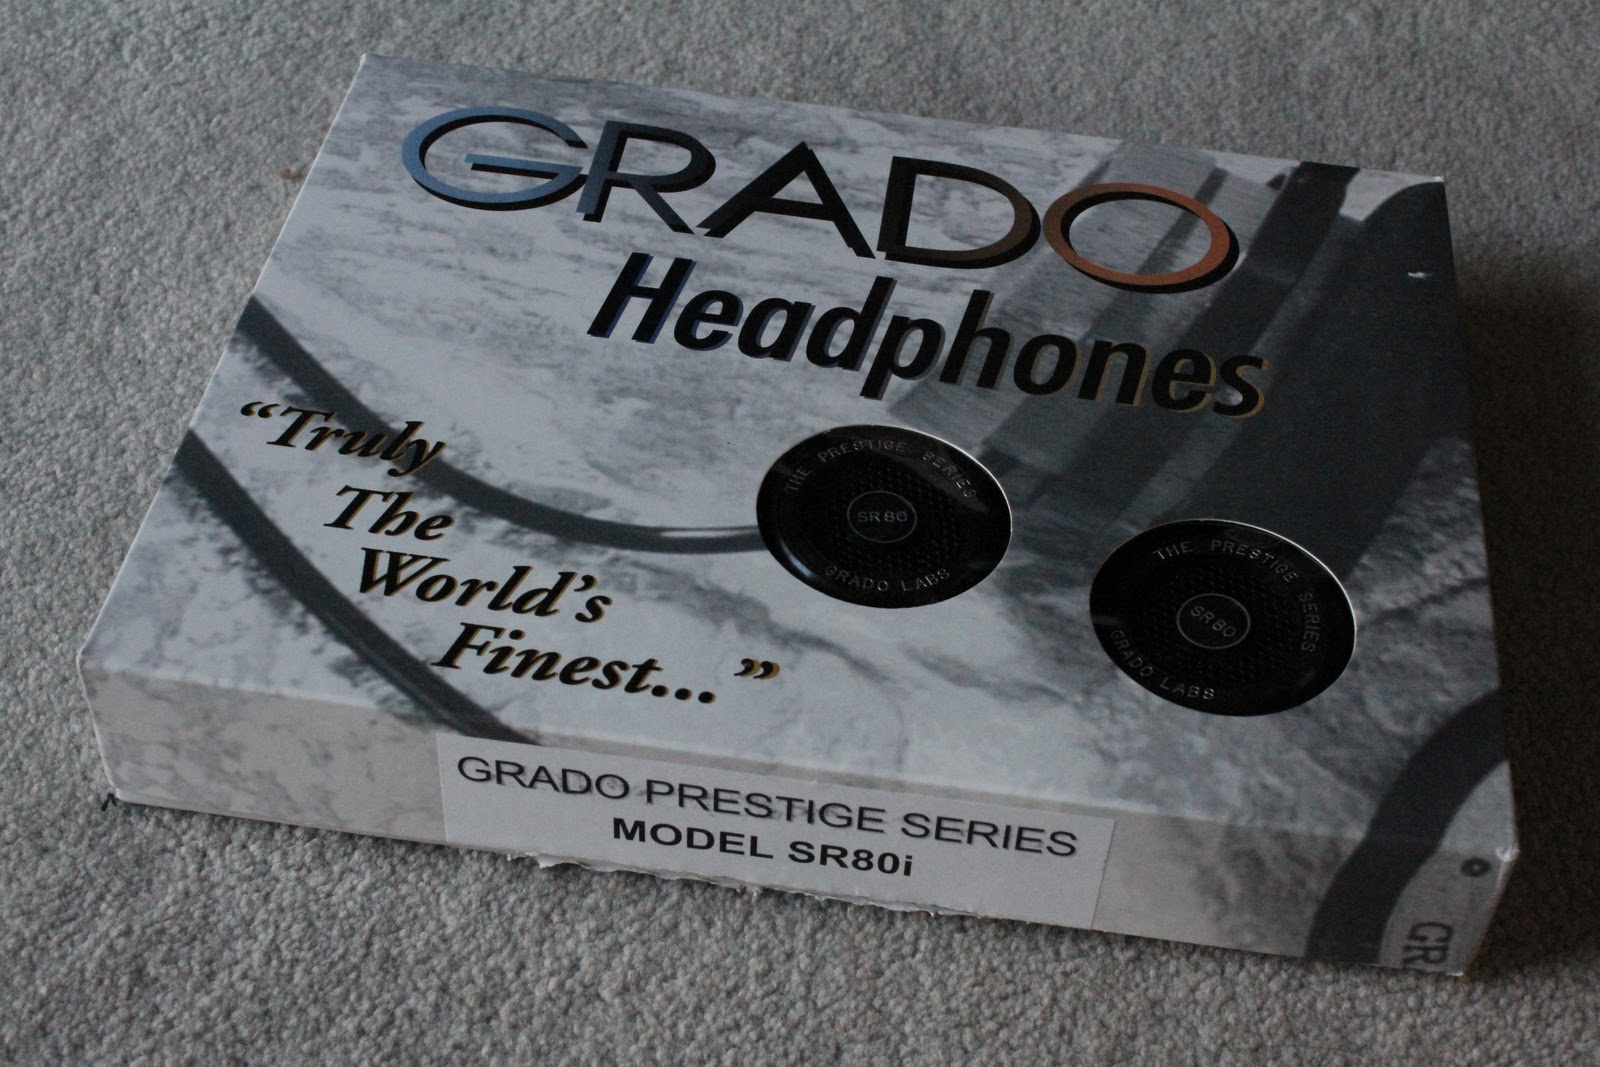 GRADO
Headphones
“Truly
The
World's
Finest... ”
THE PRESTIGE SERIES
SR80
GRADO LABS
THE PRESTIGE SERIES
SR80
GRADO LABS
GRADO PRESTIGE SERIES
MODEL SR80i
GR